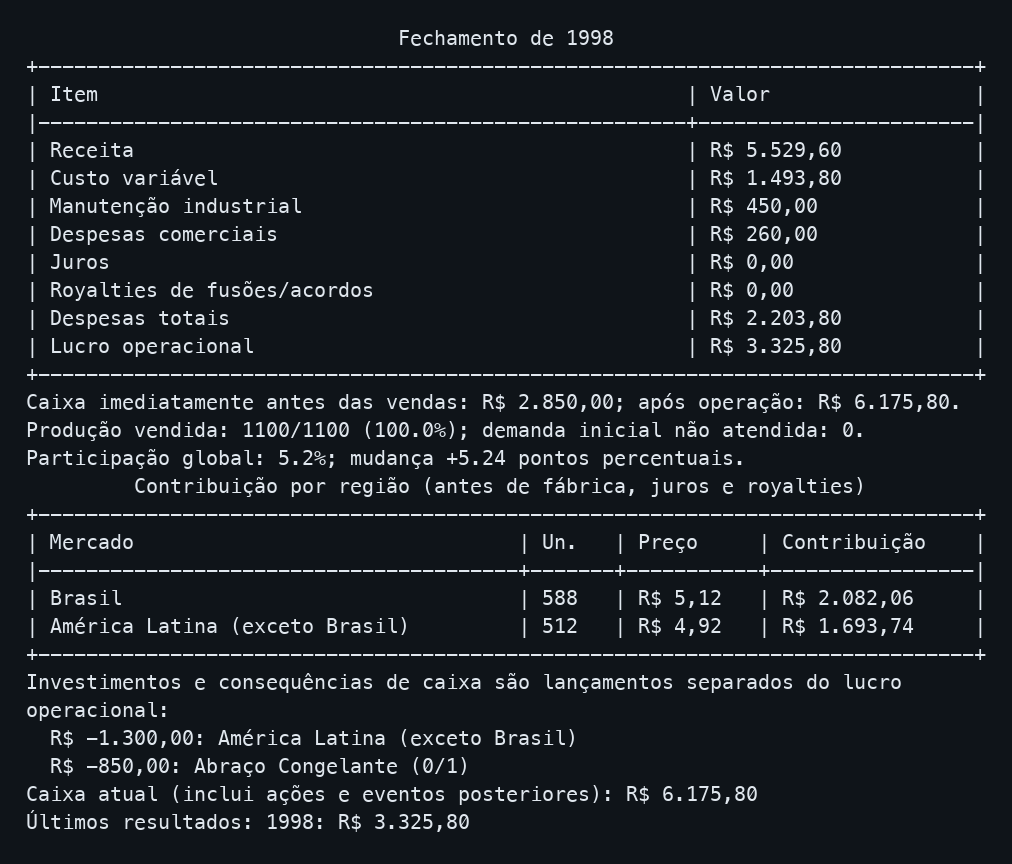 Fechamento de 1998
| Item | Valor |
| Receita | R$ 5.529,60 |
| Custo variável | R$ 1.493,80 |
| Manutenção industrial | R$ 450,00 |
| Despesas comerciais | R$ 260,00 |
| Juros | R$ 0,00 |
| Royalties de fusões/acordos | R$ 0,00 |
| Despesas totais | R$ 2.203,80 |
| Lucro operacional | R$ 3.325,80 |
Caixa imediatamente antes das vendas: R$ 2.850,00; após operação: R$ 6.175,80.
Produção vendida: 1100/1100 (100.0%); demanda inicial não atendida: 0.
Participação global: 5.2%; mudança +5.24 pontos percentuais.
Contribuição por região (antes de fábrica, juros e royalties)
| Mercado | Un. | Preço | Contribuição |
| Brasil | 588 | R$ 5,12 | R$ 2.082,06 |
| América Latina (exceto Brasil) | 512 | R$ 4,92 | R$ 1.693,74 |
Investimentos e consequências de caixa são lançamentos separados do lucro
operacional:
R$ −1.300,00: América Latina (exceto Brasil)
R$ −850,00: Abraço Congelante (0/1)
Caixa atual (inclui ações e eventos posteriores): R$ 6.175,80
Últimos resultados: 1998: R$ 3.325,80